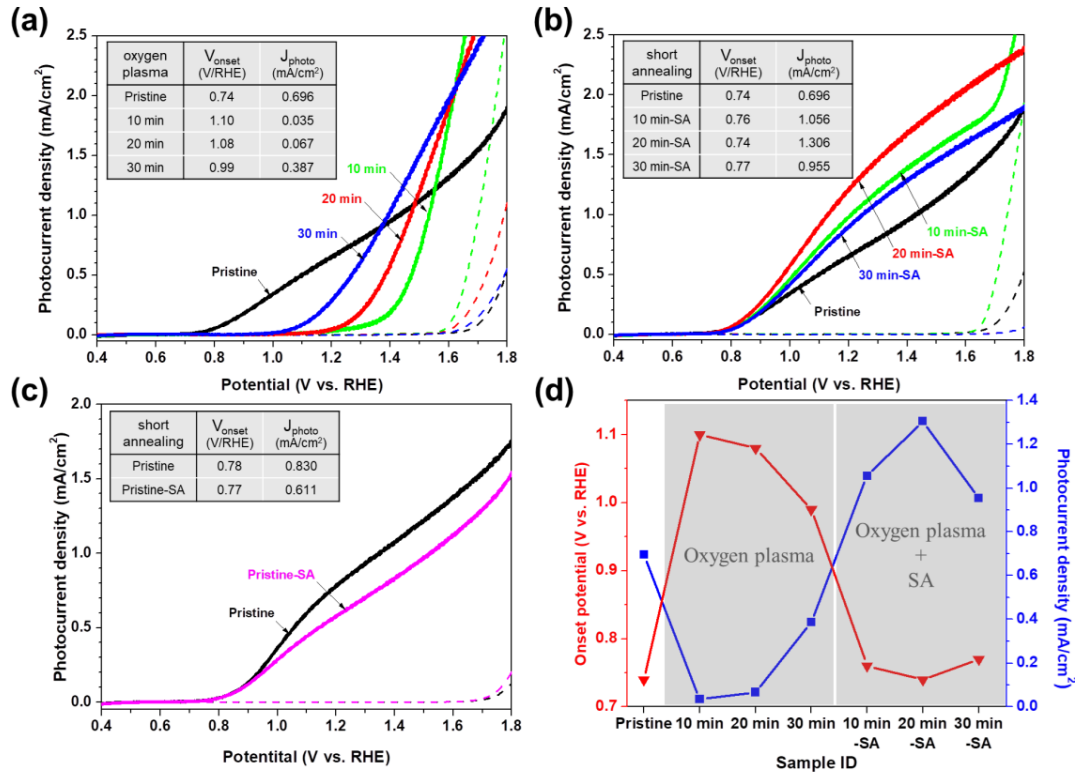 (a)
oxygen plasma V_onset (V/RHE) J_photo (mA/cm²)
Pristine 0.74 0.696
10 min 1.10 0.035
20 min 1.08 0.067
30 min 0.99 0.387
10 min
20 min
30 min
Pristine
2.5
2.0
1.5
1.0
0.5
0.0
0.4 0.6 0.8 1.0 1.2 1.4 1.6 1.8
Photocurrent density (mA/cm²)
Potential (V vs. RHE)
(b)
short annealing V_onset (V/RHE) J_photo (mA/cm²)
Pristine 0.74 0.696
10 min-SA 0.76 1.056
20 min-SA 0.74 1.306
30 min-SA 0.77 0.955
10 min-SA
20 min-SA
30 min-SA
Pristine
2.5
2.0
1.5
1.0
0.5
0.0
0.4 0.6 0.8 1.0 1.2 1.4 1.6 1.8
Photocurrent density (mA/cm²)
Potential (V vs. RHE)
(c)
short annealing V_onset (V/RHE) J_photo (mA/cm²)
Pristine 0.78 0.830
Pristine-SA 0.77 0.611
Pristine-SA
Pristine
2.0
1.5
1.0
0.5
0.0
0.4 0.6 0.8 1.0 1.2 1.4 1.6 1.8
Photocurrent density (mA/cm²)
Potentital (V vs. RHE)
(d)
1.1
1.0
0.9
0.8
0.7
Onset potential (V vs. RHE)
Oxygen plasma
Oxygen plasma
+
SA
1.4
1.2
1.0
0.8
0.6
0.4
0.2
0.0
Photocurrent density (mA/cm²)
Pristine 10 min 20 min 30 min 10 min 20 min 30 min
-SA -SA -SA
Sample ID